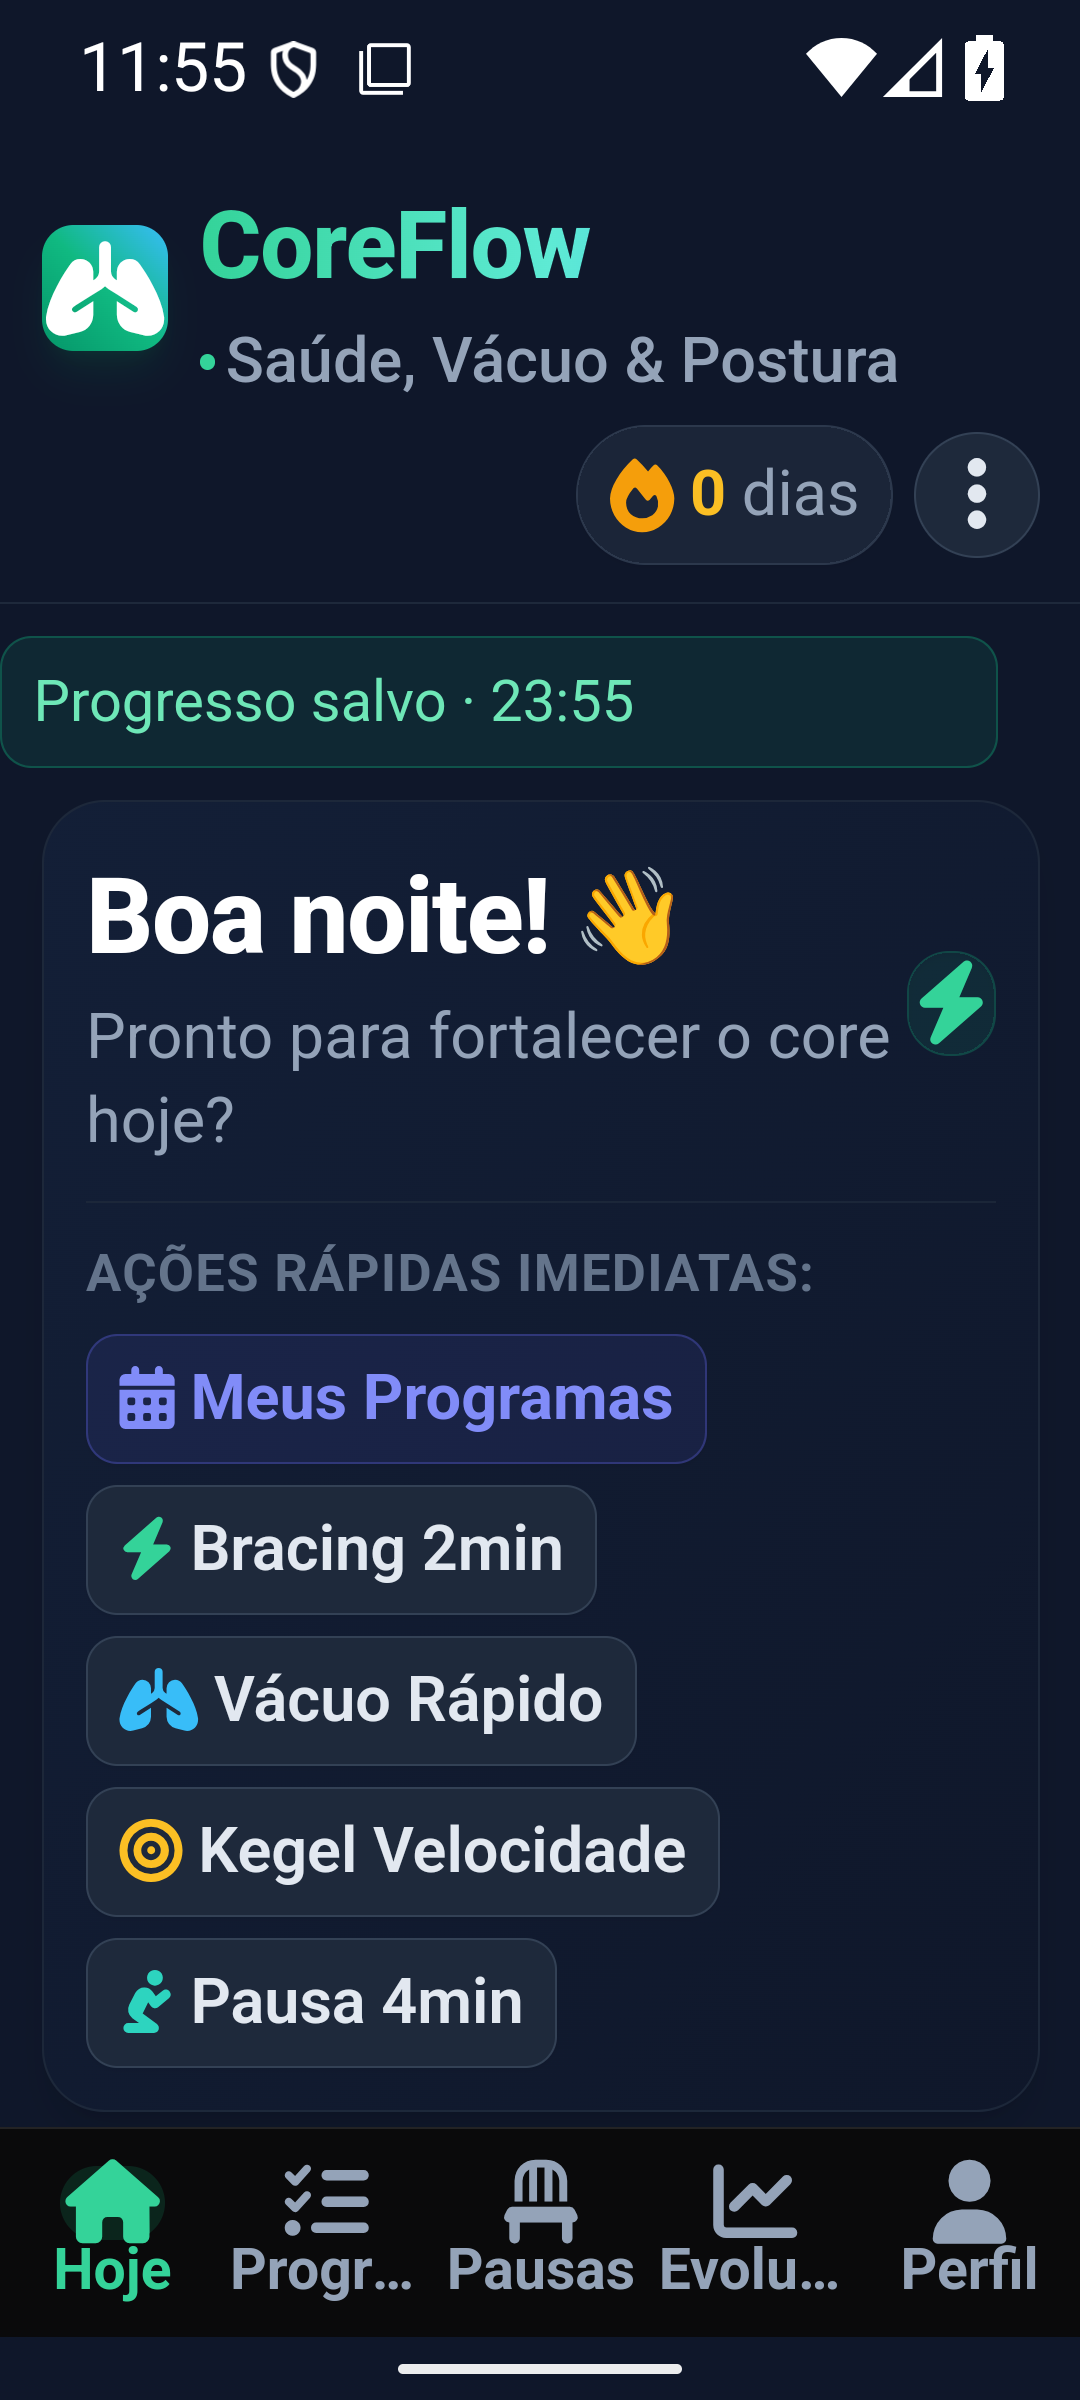 11:55
CoreFlow
Saúde, Vácuo & Postura
0 dias
Progresso salvo · 23:55
Boa noite! 👋
Pronto para fortalecer o core
hoje?
AÇÕES RÁPIDAS IMEDIATAS:
Meus Programas
Bracing 2min
Vácuo Rápido
Kegel Velocidade
Pausa 4min
Hoje
Progr...
Pausas
Evolu...
Perfil